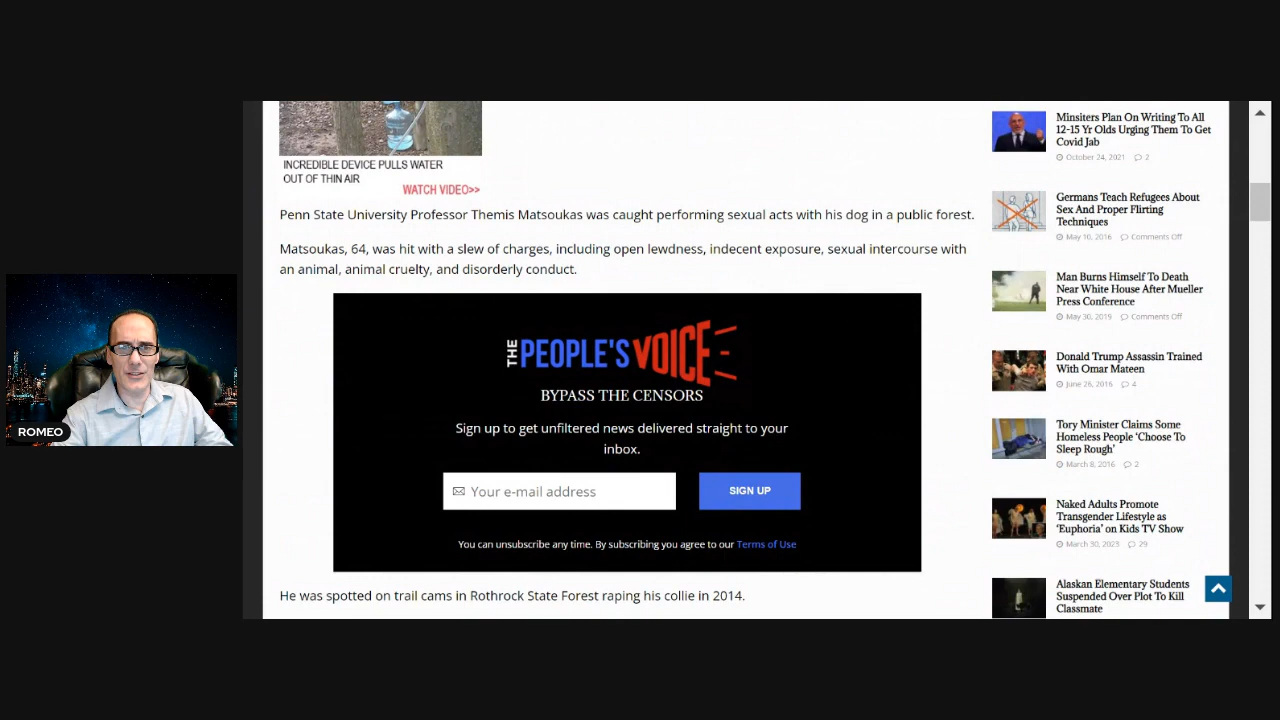 INCREDIBLE DEVICE PULLS WATER
OUT OF THIN AIR
WATCH VIDEO>>
Penn State University Professor Themis Matsoukas was caught performing sexual acts with his dog in a public forest.
Matsoukas, 64, was hit with a slew of charges, including open lewdness, indecent exposure, sexual intercourse with
an animal, animal cruelty, and disorderly conduct.
THE PEOPLE'S VOICE
BYPASS THE CENSORS
Sign up to get unfiltered news delivered straight to your
inbox.
Your e-mail address
SIGN UP
You can unsubscribe any time. By subscribing you agree to our Terms of Use
He was spotted on trail cams in Rothrock State Forest raping his collie in 2014.
Minsiters Plan On Writing To All
12-15 Yr Olds Urging Them To Get
Covid Jab
October 24, 2021 2
Germans Teach Refugees About
Sex And Proper Flirting
Techniques
May 10, 2016 Comments Off
Man Burns Himself To Death
Near White House After Mueller
Press Conference
May 30, 2019 Comments Off
Donald Trump Assassin Trained
With Omar Mateen
June 26, 2016 4
Tory Minister Claims Some
Homeless People ‘Choose To
Sleep Rough’
March 8, 2016 2
Naked Adults Promote
Transgender Lifestyle as
‘Euphoria’ on Kids TV Show
March 30, 2023 29
Alaskan Elementary Students
Suspended Over Plot To Kill
Classmate
ROMEO